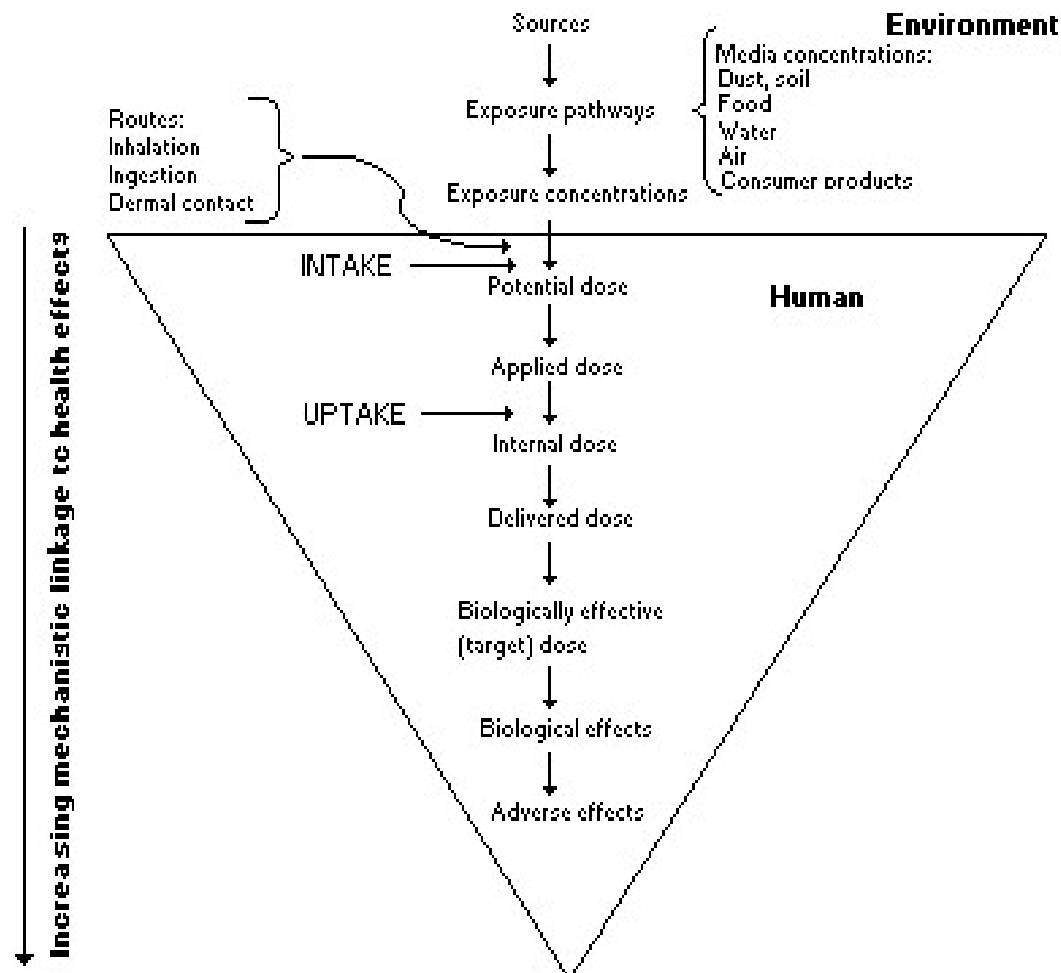 Sources
Environment
Media concentrations:
Dust, soil
Food
Water
Air
Consumer products
Exposure pathways
Routes:
Inhalation
Ingestion
Dermal contact
Exposure concentrations
INTAKE
Potential dose
Human
Applied dose
UPTAKE
Internal dose
Delivered dose
Biologically effective
(target) dose
Biological effects
Adverse effects
Increasing mechanistic linkage to health effects